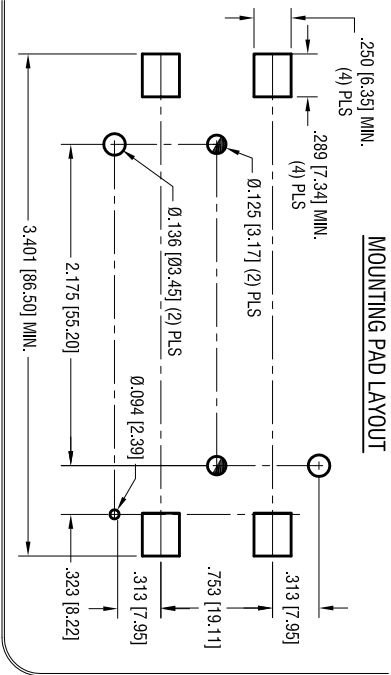 MOUNTING PAD LAYOUT
.250 [6.35] MIN.
(4) PLS
.289 [7.34] MIN.
(4) PLS
Ø.125 [3.17] (2) PLS
Ø.136 [Ø3.45] (2) PLS
Ø.094 [2.39]
2.175 [55.20]
3.401 [86.50] MIN.
.313 [7.95]
.753 [19.11]
.313 [7.95]
.323 [8.22]